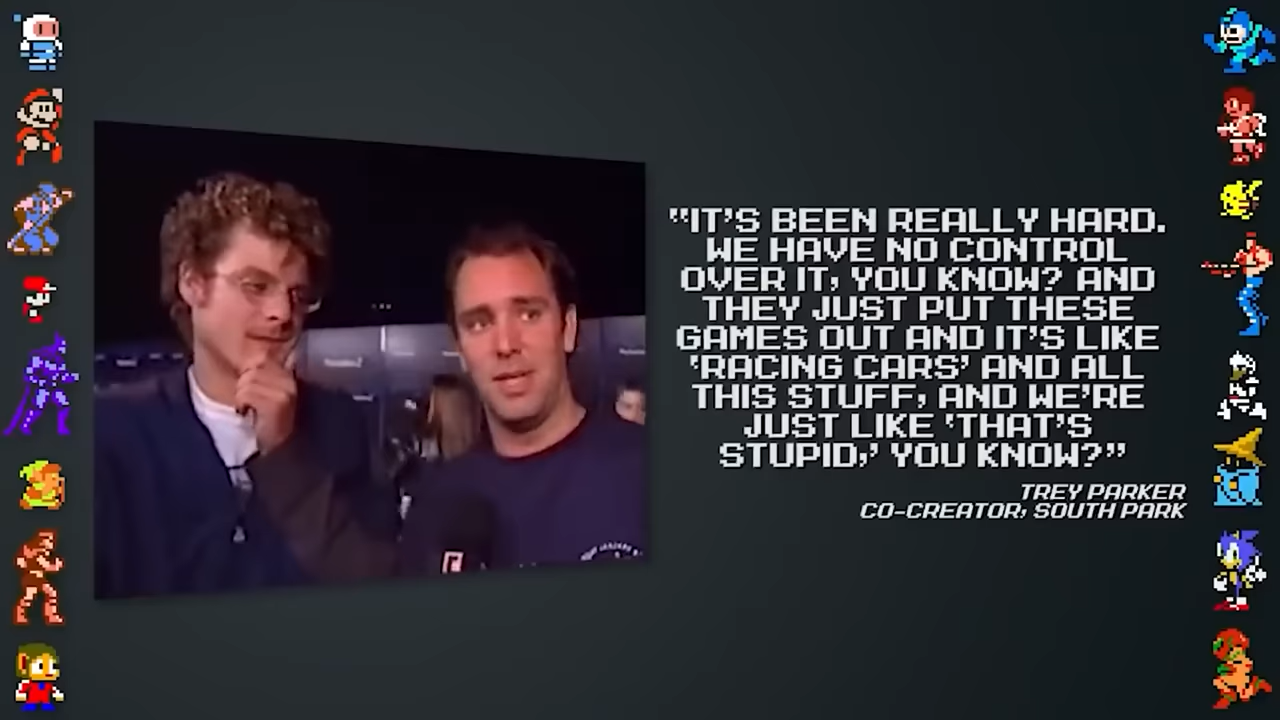 "IT'S BEEN REALLY HARD.
WE HAVE NO CONTROL
OVER IT, YOU KNOW? AND
THEY JUST PUT THESE
GAMES OUT AND IT'S LIKE
'RACING CARS' AND ALL
THIS STUFF, AND WE'RE
JUST LIKE 'THAT'S
STUPID,' YOU KNOW?"
TREY PARKER
CO-CREATOR, SOUTH PARK